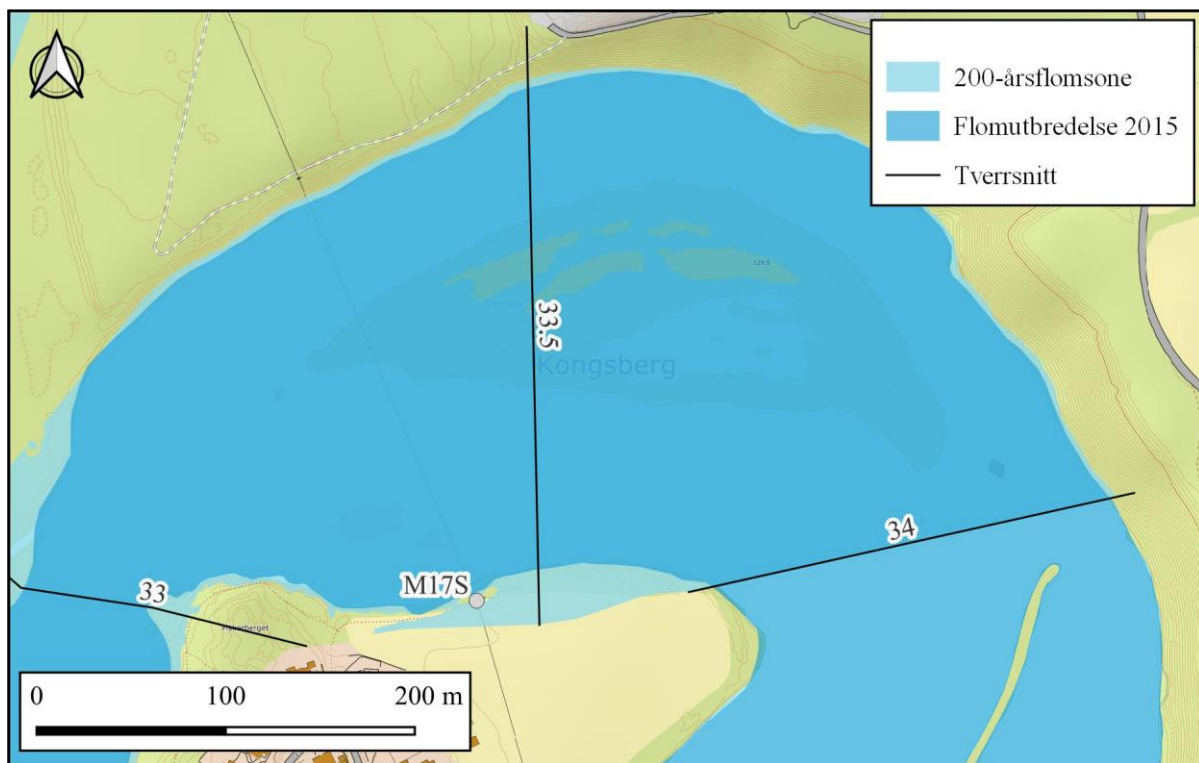 200-årsflomsone
Flomutbredelse 2015
Tverrsnitt
33.5
Kongsberg
34
33
M17S
0 100 200 m